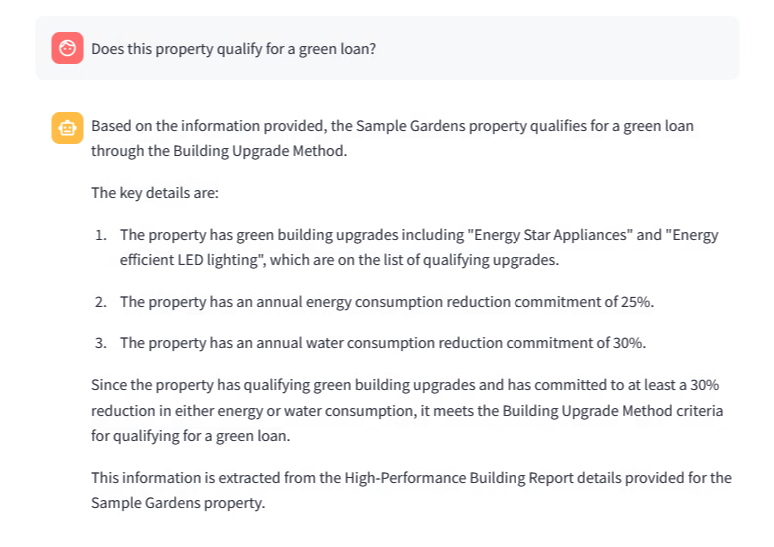 Does this property qualify for a green loan?
Based on the information provided, the Sample Gardens property qualifies for a green loan
through the Building Upgrade Method.
The key details are:
1. The property has green building upgrades including "Energy Star Appliances" and "Energy
efficient LED lighting", which are on the list of qualifying upgrades.
2. The property has an annual energy consumption reduction commitment of 25%.
3. The property has an annual water consumption reduction commitment of 30%.
Since the property has qualifying green building upgrades and has committed to at least a 30%
reduction in either energy or water consumption, it meets the Building Upgrade Method criteria
for qualifying for a green loan.
This information is extracted from the High-Performance Building Report details provided for the
Sample Gardens property.